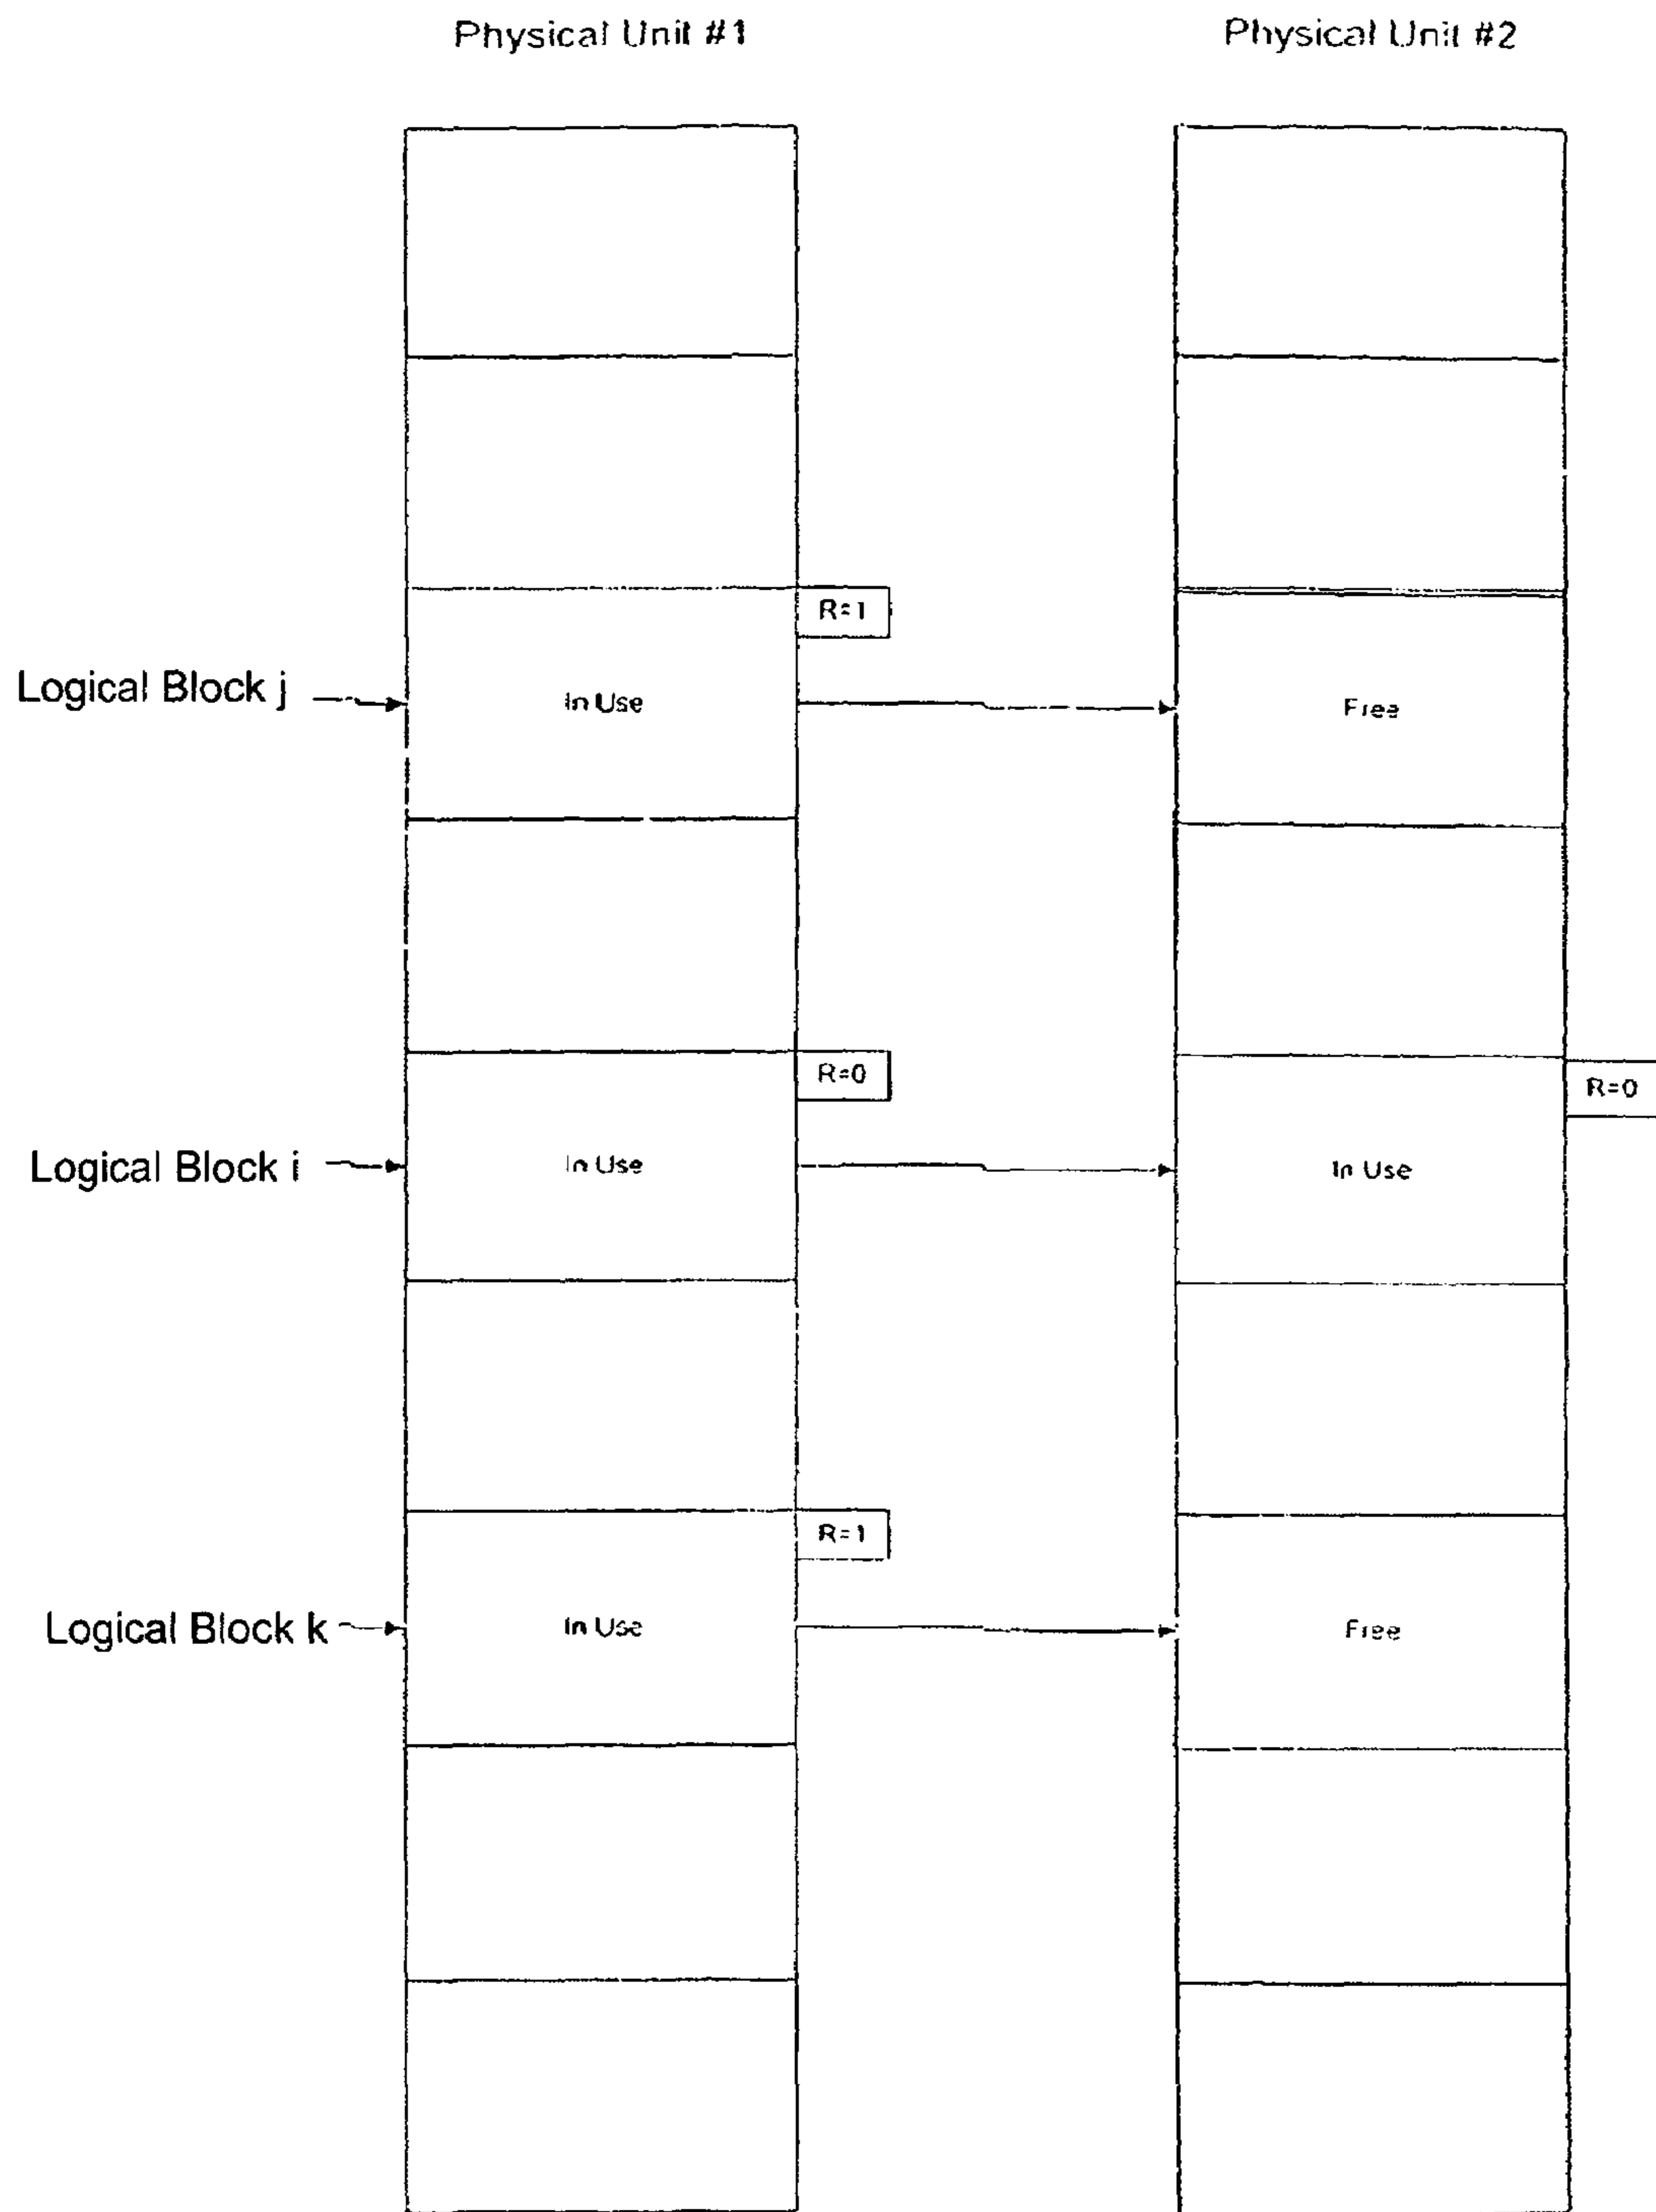 Physical Unit #1
Physical Unit #2
R=1
Logical Block j
In Use
Free
R=0
R=0
Logical Block i
In Use
In Use
R=1
Logical Block k
In Use
Free